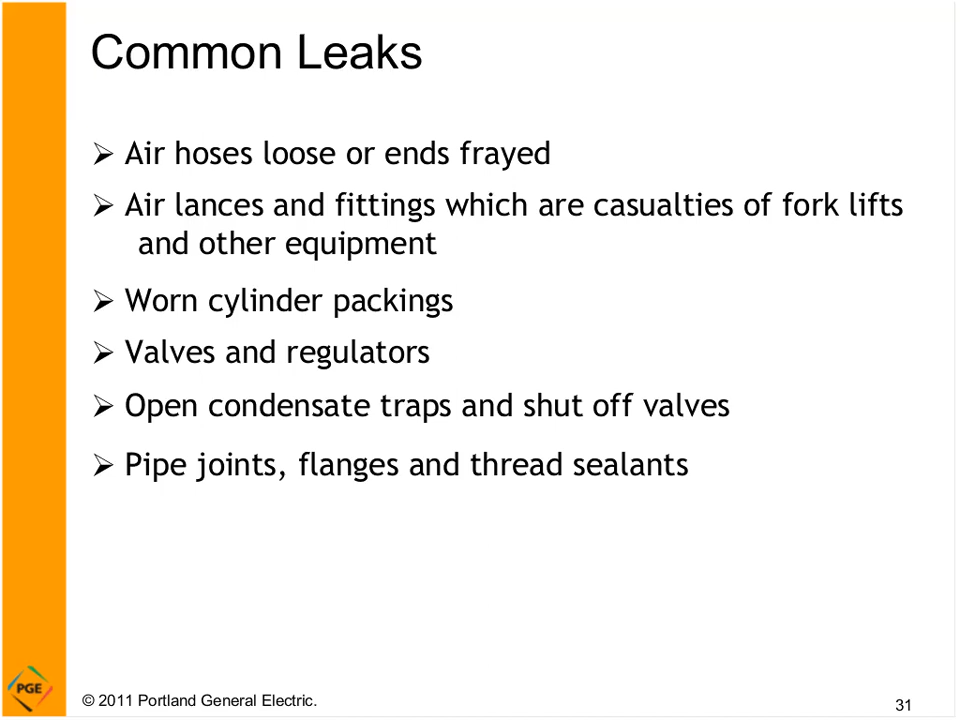 Common Leaks
➢ Air hoses loose or ends frayed
➢ Air lances and fittings which are casualties of fork lifts
and other equipment
➢ Worn cylinder packings
➢ Valves and regulators
➢ Open condensate traps and shut off valves
➢ Pipe joints, flanges and thread sealants
PGE
© 2011 Portland General Electric.
31